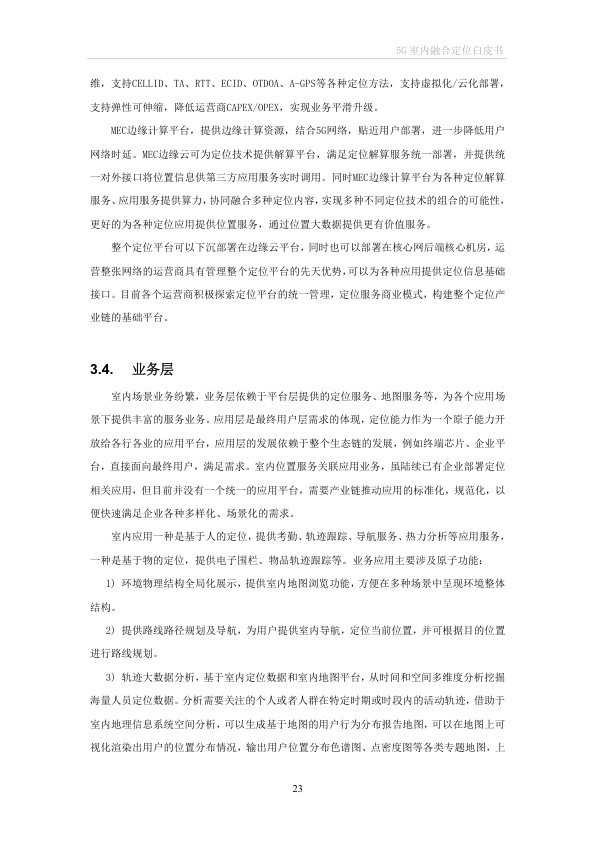 5G 室内融合定位白皮书
维，支持CELLID、TA、RTT、ECID、OTDOA、A-GPS等各种定位方法，支持虚拟化/云化部署，
支持弹性可伸缩，降低运营商CAPEX/OPEX，实现业务平滑升级。
MEC边缘计算平台，提供边缘计算资源，结合5G网络，贴近用户部署，进一步降低用户
网络时延。MEC边缘云可为定位技术提供解算平台，满足定位解算服务统一部署，并提供统
一对外接口将位置信息供第三方应用服务实时调用。同时MEC边缘计算平台为各种定位解算
服务、应用服务提供算力，协同融合多种定位内容，实现多种不同定位技术的组合的可能性，
更好的为各种定位应用提供位置服务，通过位置大数据提供更有价值服务。
整个定位平台可以下沉部署在边缘云平台，同时也可以部署在核心网后端核心机房，运
营整张网络的运营商具有管理整个定位平台的先天优势，可以为各种应用提供定位信息基础
接口。目前各个运营商积极探索定位平台的统一管理，定位服务商业模式，构建整个定位产
业链的基础平台。
3.4. 业务层
室内场景业务纷繁，业务层依赖于平台层提供的定位服务、地图服务等，为各个应用场
景下提供丰富的服务业务。应用层是最终用户层需求的体现，定位能力作为一个原子能力开
放给各行各业的应用平台，应用层的发展依赖于整个生态链的发展，例如终端芯片、企业平
台，直接面向最终用户，满足需求。室内位置服务关联应用业务，虽陆续已有企业部署定位
相关应用，但目前并没有一个统一的应用平台，需要产业链推动应用的标准化，规范化，以
便快速满足企业各种多样化、场景化的需求。
室内应用一种是基于人的定位，提供考勤、轨迹跟踪、导航服务、热力分析等应用服务，
一种是基于物的定位，提供电子围栏、物品轨迹跟踪等。业务应用主要涉及原子功能：
1）环境物理结构全局化展示，提供室内地图浏览功能，方便在多种场景中呈现环境整体
结构。
2）提供路线路径规划及导航，为用户提供室内导航，定位当前位置，并可根据目的位置
进行路线规划。
3）轨迹大数据分析，基于室内定位数据和室内地图平台，从时间和空间多维度分析挖掘
海量人员定位数据。分析需要关注的个人或者人群在特定时期或时段内的活动轨迹，借助于
室内地理信息系统空间分析，可以生成基于地图的用户行为分布报告地图，可以在地图上可
视化渲染出用户的位置分布情况，输出用户位置分布色谱图、点密度图等各类专题地图，上
23